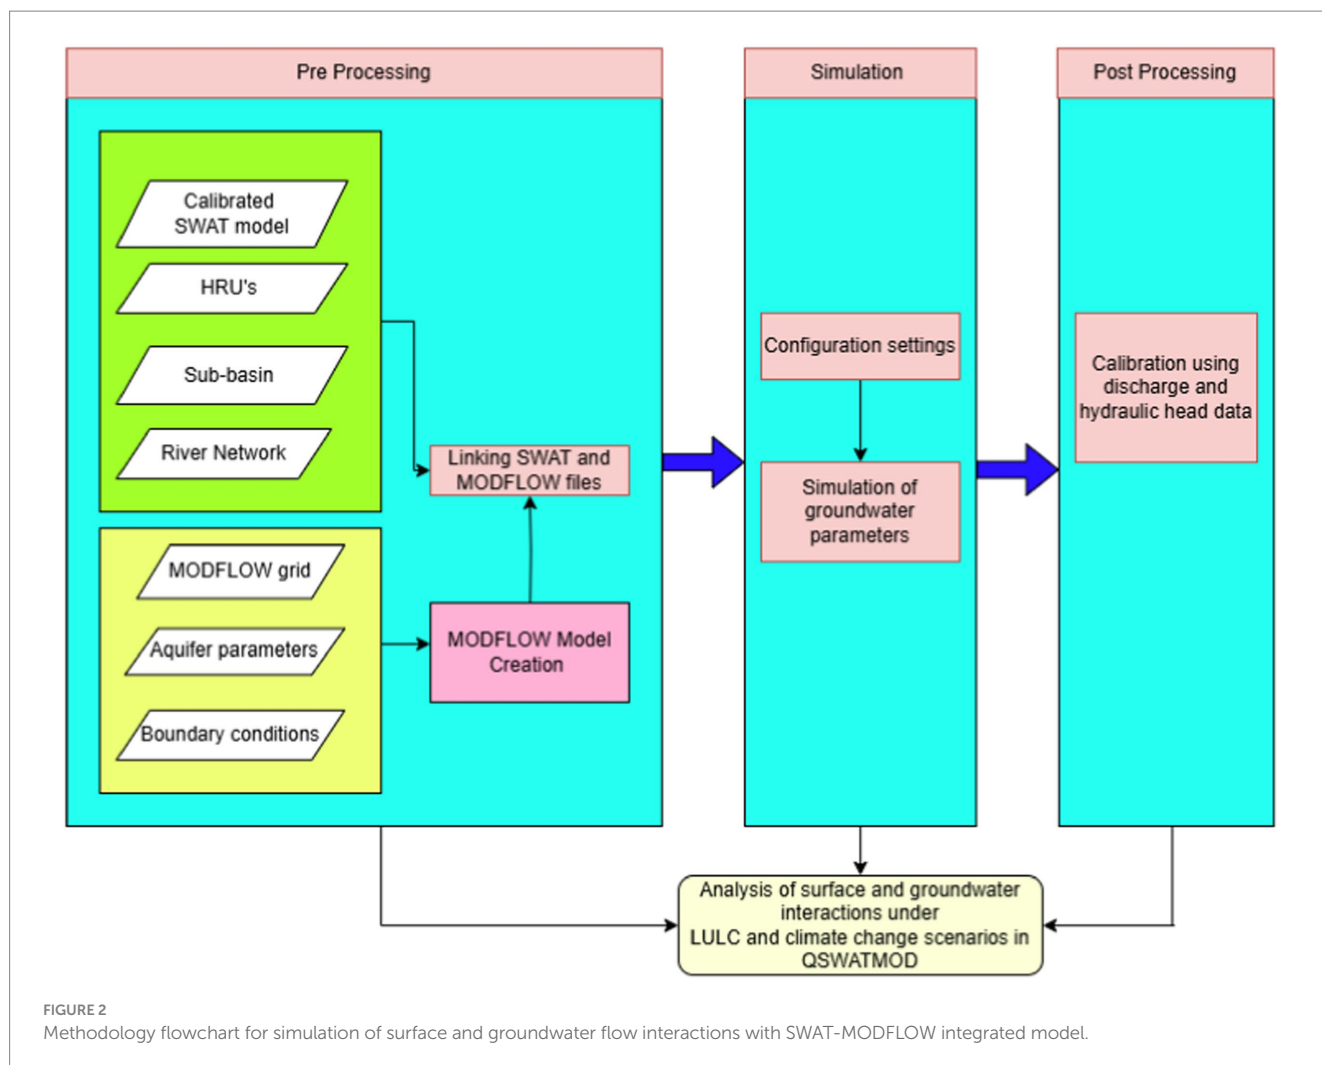 Pre Processing
Simulation
Post Processing
Calibrated
SWAT model
HRU's
Sub-basin
River Network
Linking SWAT and
MODFLOW files
MODFLOW grid
Aquifer parameters
Boundary conditions
MODFLOW Model
Creation
Configuration settings
Simulation of
groundwater
parameters
Calibration using
discharge and
hydraulic head data
Analysis of surface and groundwater
interactions under
LULC and climate change scenarios in
QSWATMOD
FIGURE 2
Methodology flowchart for simulation of surface and groundwater flow interactions with SWAT-MODFLOW integrated model.